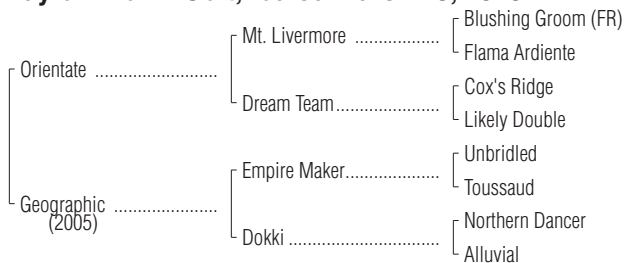 Blushing Groom (FR)
Mt. Livermore ...................
Flama Ardiente
Orientate ...........................
Cox's Ridge
Dream Team.......................
Likely Double
Unbridled
Empire Maker.....................
Toussaud
Geographic .......................
(2005)
Northern Dancer
Dokki .................................
Alluvial